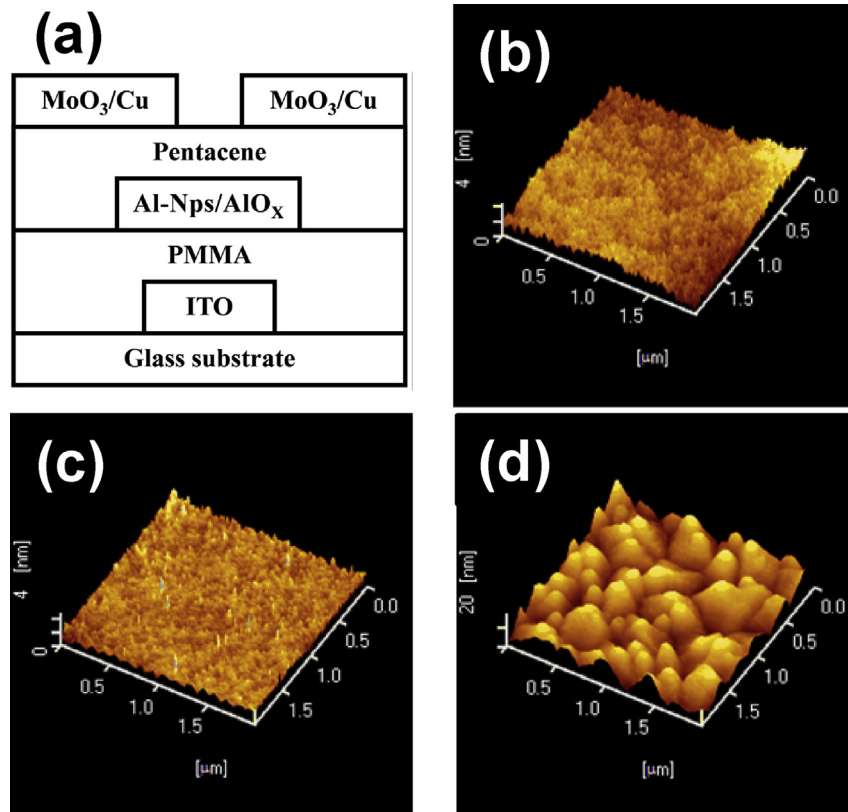 (a)
MoO₃/Cu MoO₃/Cu
Pentacene
Al-Nps/AlOₓ
PMMA
ITO
Glass substrate
(b)
4 [nm]
0
0.5
1.0
1.5
[μm]
0.0
0.5
1.0
1.5
(c)
4 [nm]
0
0.5
1.0
1.5
[μm]
0.0
0.5
1.0
1.5
(d)
20 [nm]
0.5
1.0
1.5
[μm]
0.0
0.5
1.0
1.5